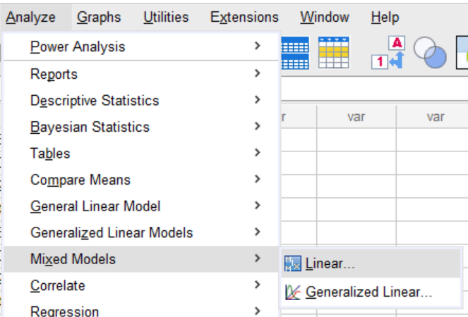 Analyze Graphs Utilities Extensions Window Help
Power Analysis
A
1
Reports
Descriptive Statistics
r var var
Bayesian Statistics
Tables
Compare Means
General Linear Model
Generalized Linear Models
Mixed Models
Linear...
Correlate
Generalized Linear...
Regression